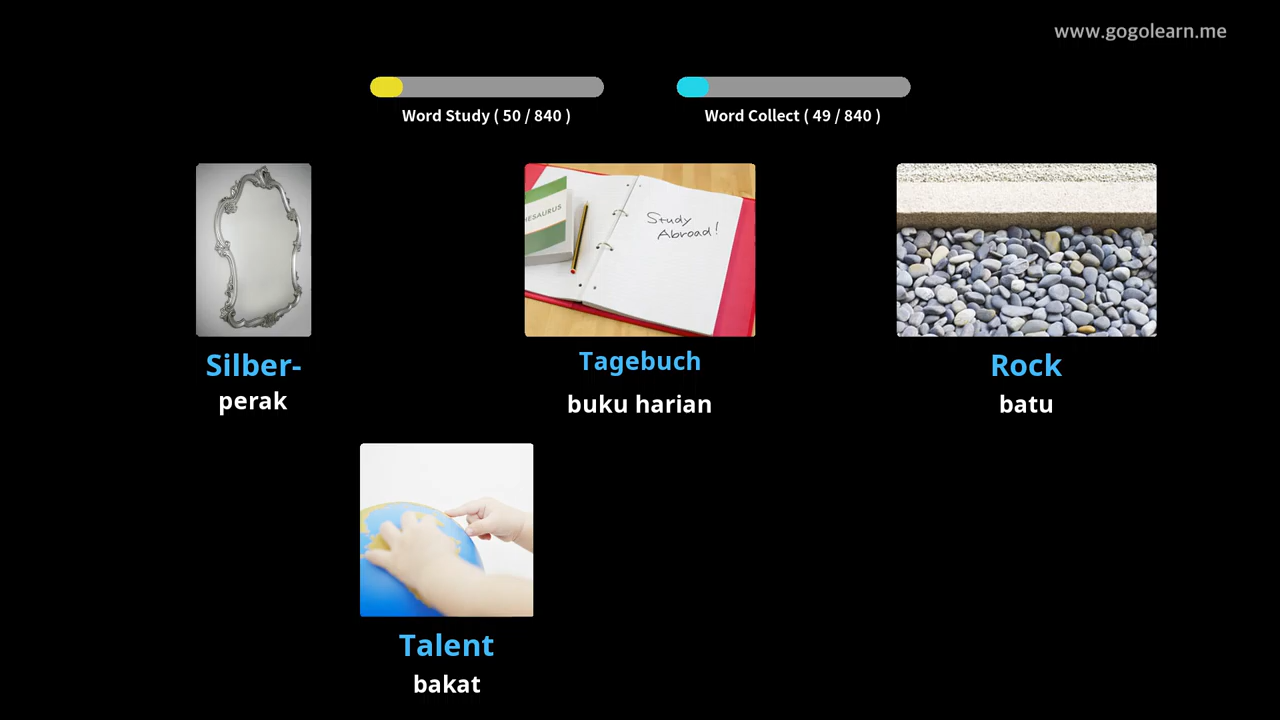 www.gogolearn.me
Word Study ( 50 / 840 )
Word Collect ( 49 / 840 )
HESAURUS
Study
Abroad!
Silber-
perak
Tagebuch
buku harian
Rock
batu
Talent
bakat